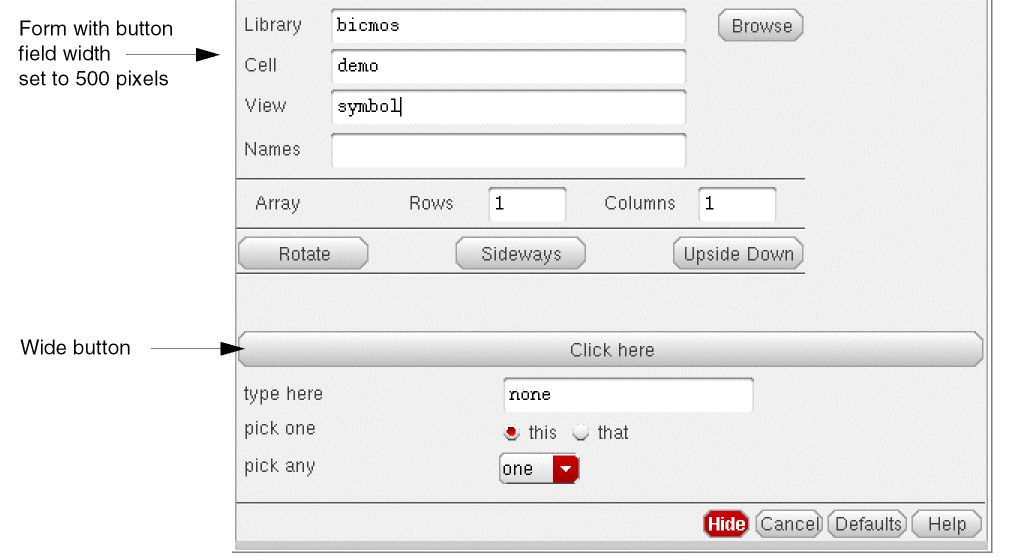 Form with button
field width
set to 500 pixels
Library bicmos Browse
Cell demo
View symbol
Names
Array Rows 1 Columns 1
Rotate Sideways Upside Down
Wide button
Click here
type here none
pick one this that
pick any one
Hide Cancel Defaults Help